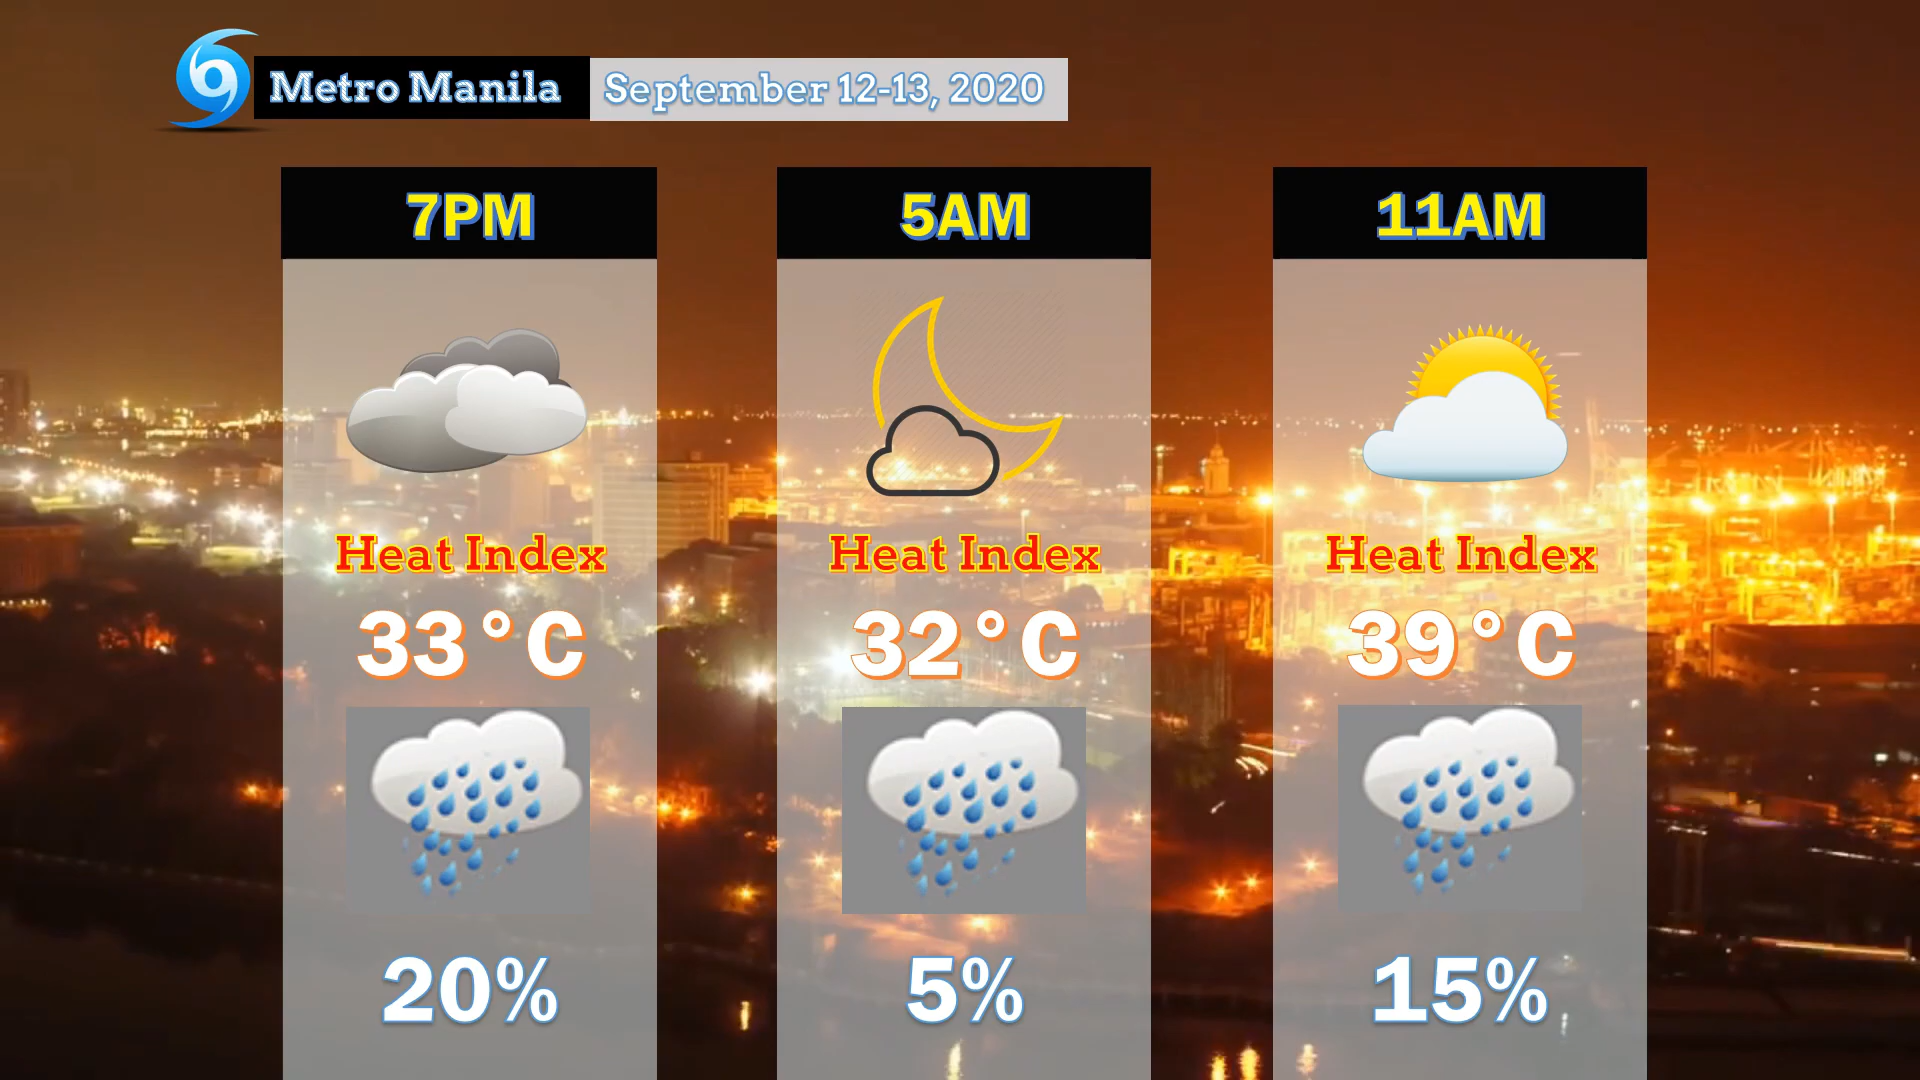 Metro Manila
September 12-13, 2020
7PM
Heat Index
33°C
20%
5AM
Heat Index
32°C
5%
11AM
Heat Index
39°C
15%